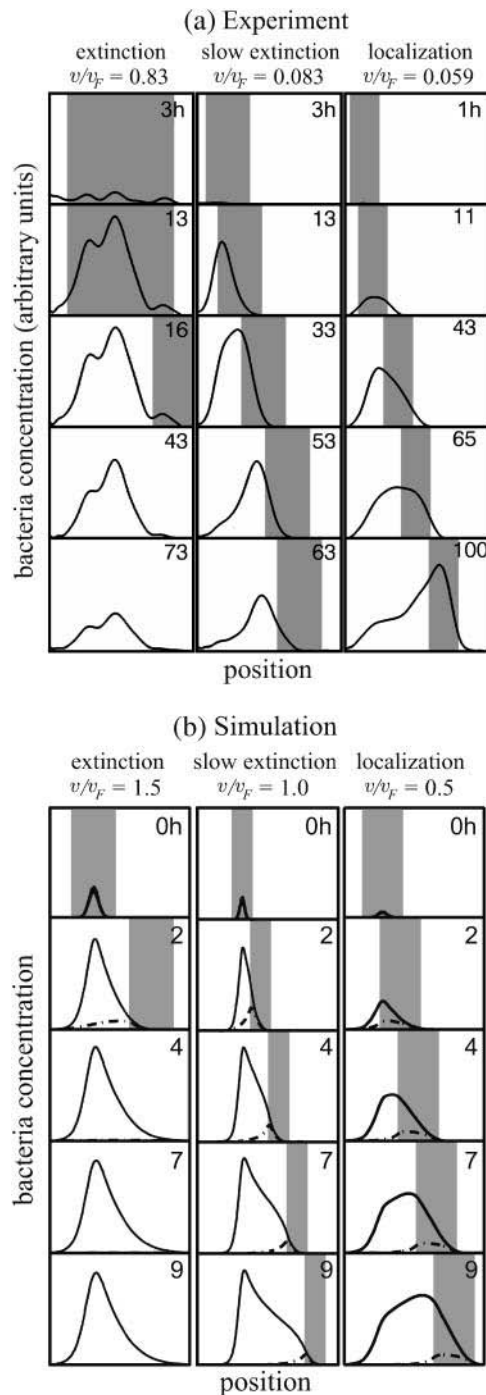 (a) Experiment
extinction slow extinction localization
v/v_F = 0.83 v/v_F = 0.083 v/v_F = 0.059
3h 3h 1h
13 13 11
16 33 43
43 53 65
73 63 100
bacteria concentration (arbitrary units)
position
(b) Simulation
extinction slow extinction localization
v/v_F = 1.5 v/v_F = 1.0 v/v_F = 0.5
0h 0h 0h
2 2 2
4 4 4
7 7 7
9 9 9
bacteria concentration
position